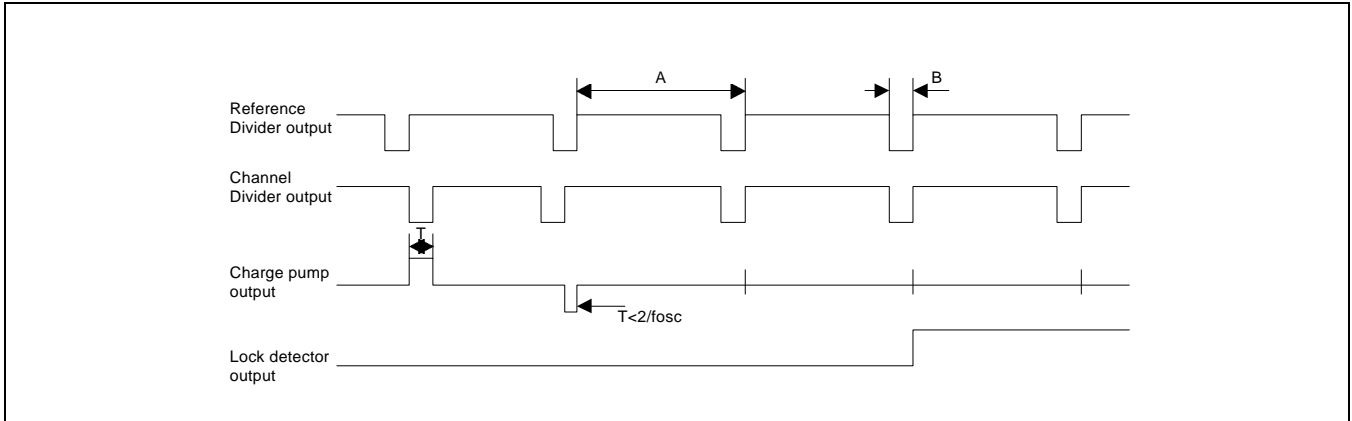 A
B
Reference
Divider output
Channel
Divider output
T
Charge pump
output
T<2/fosc
Lock detector
output